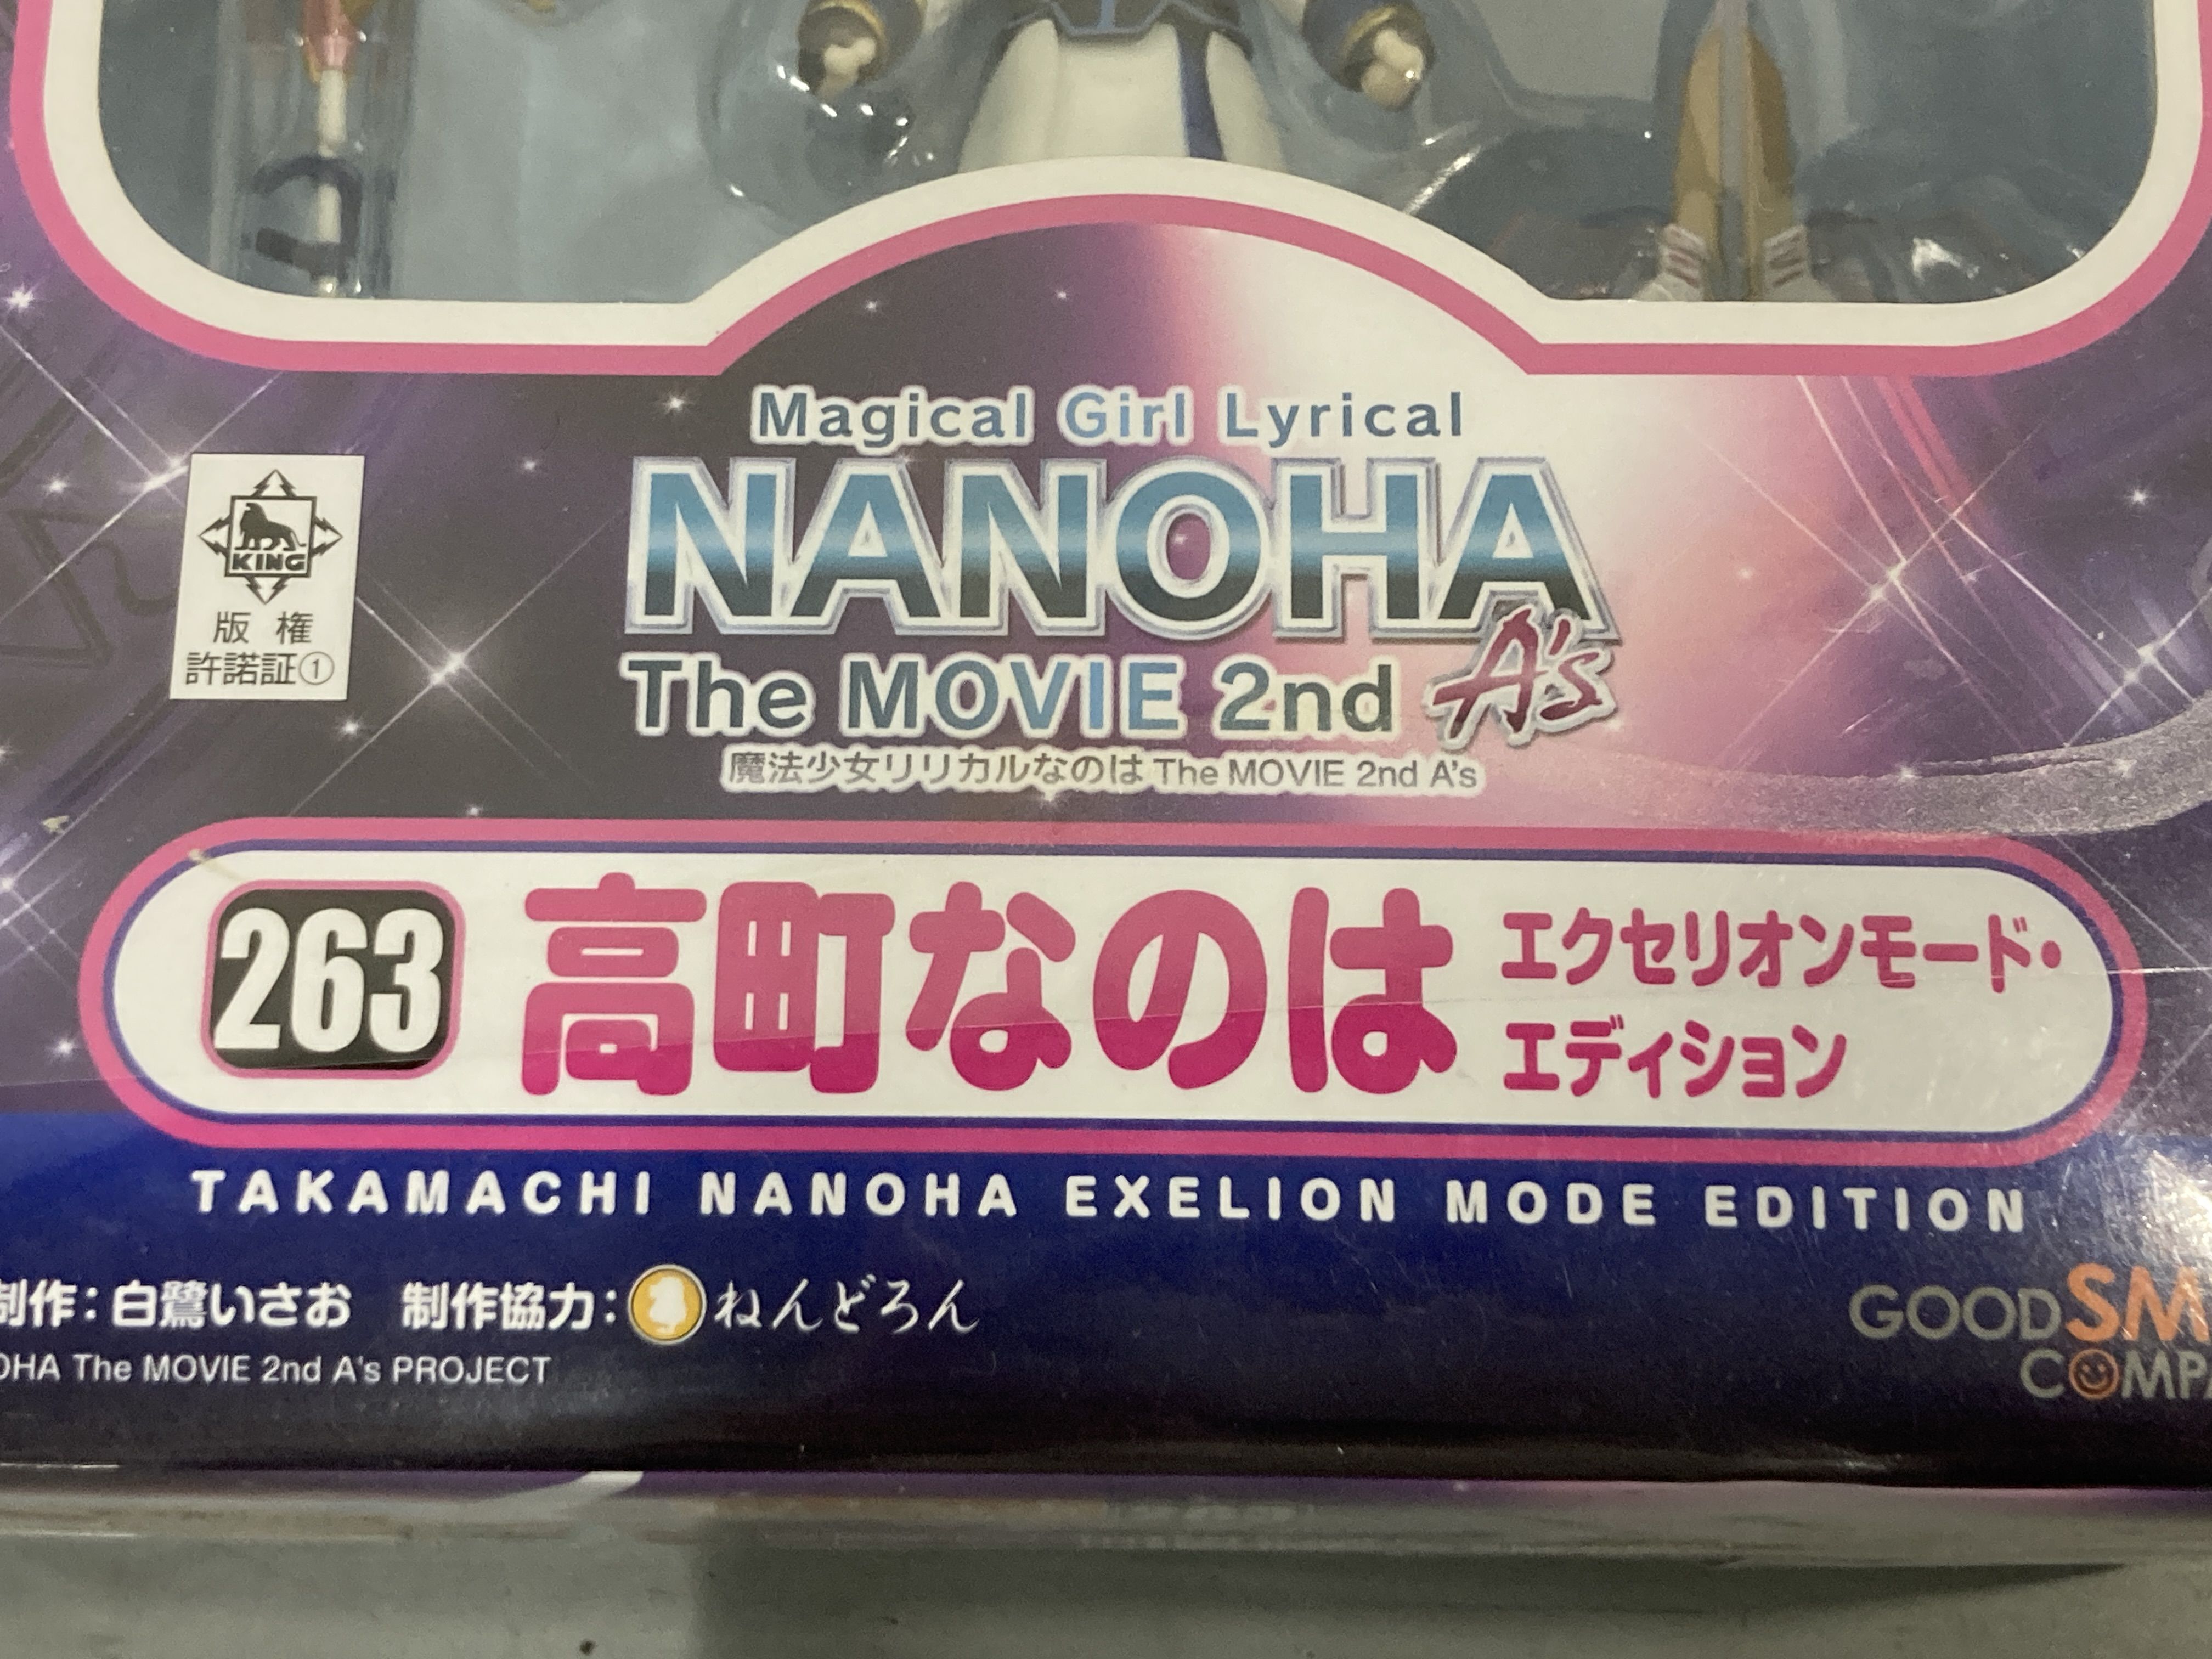 Magical Girl Lyrical
NANOHA
The MOVIE 2nd A's
魔法少女リリカルなのは The MOVIE 2nd A's
KING
版権
許諾証①
263 高町なのは エクセリオンモード・
エディション
TAKAMACHI NANOHA EXELION MODE EDITION
制作:白鷺いさお 制作協力:ねんどろん
OHA The MOVIE 2nd A's PROJECT
GOOD SM
COMPA